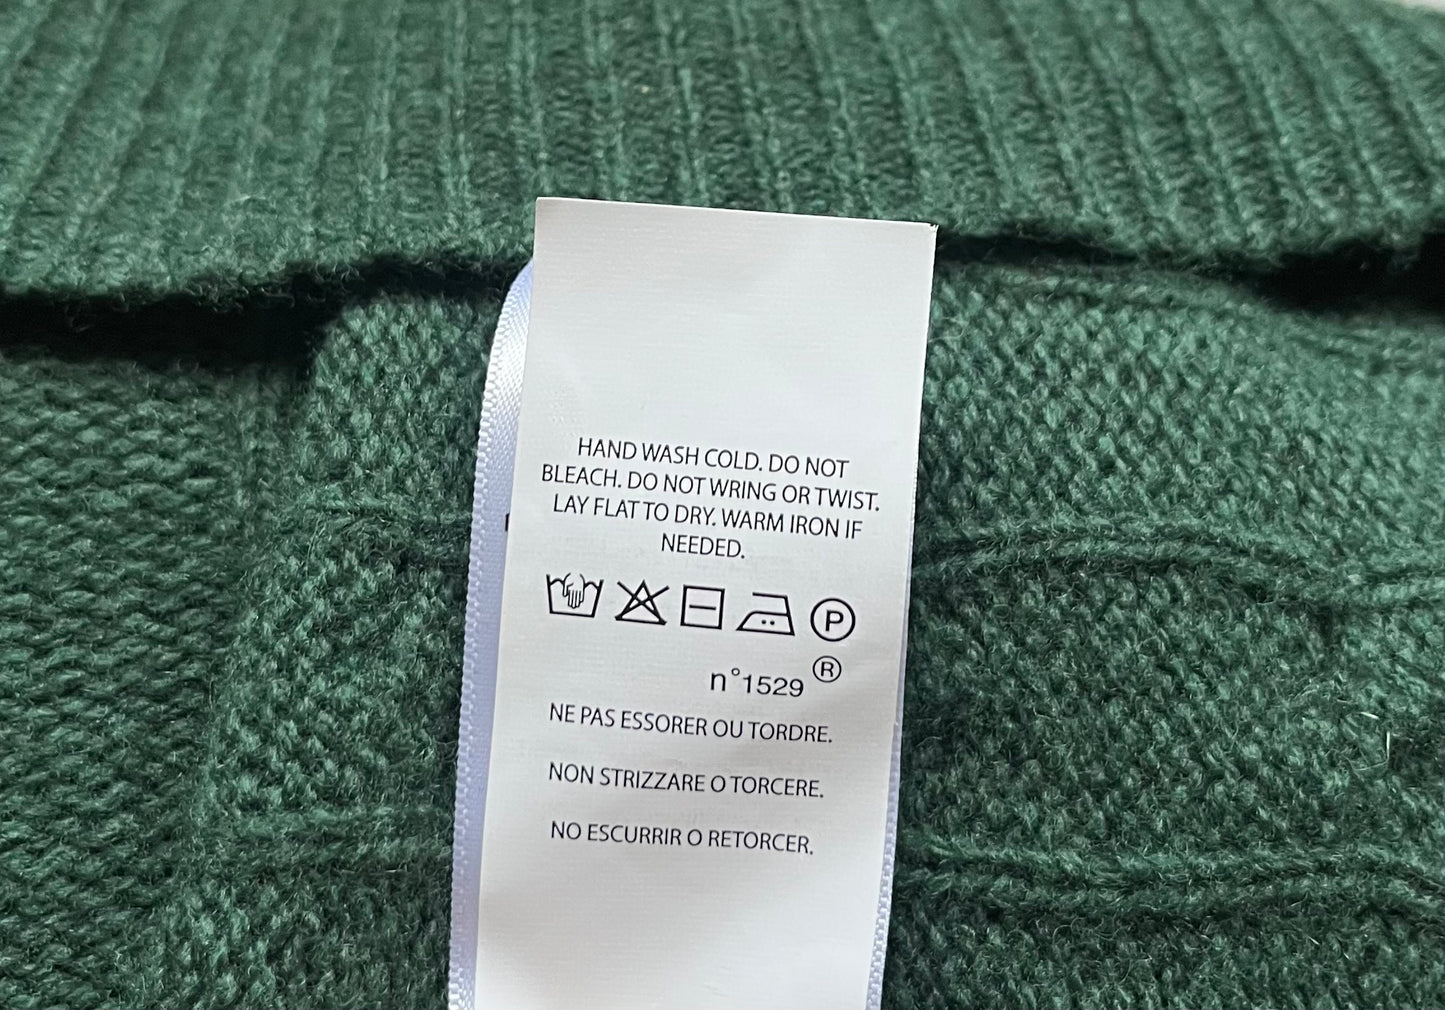 HAND WASH COLD. DO NOT
BLEACH. DO NOT WRING OR TWIST.
LAY FLAT TO DRY. WARM IRON IF
NEEDED.
P
n°1529 ®
NE PAS ESSORER OU TORDRE.
NON STRIZZARE O TORCERE.
NO ESCURRIR O RETORCER.